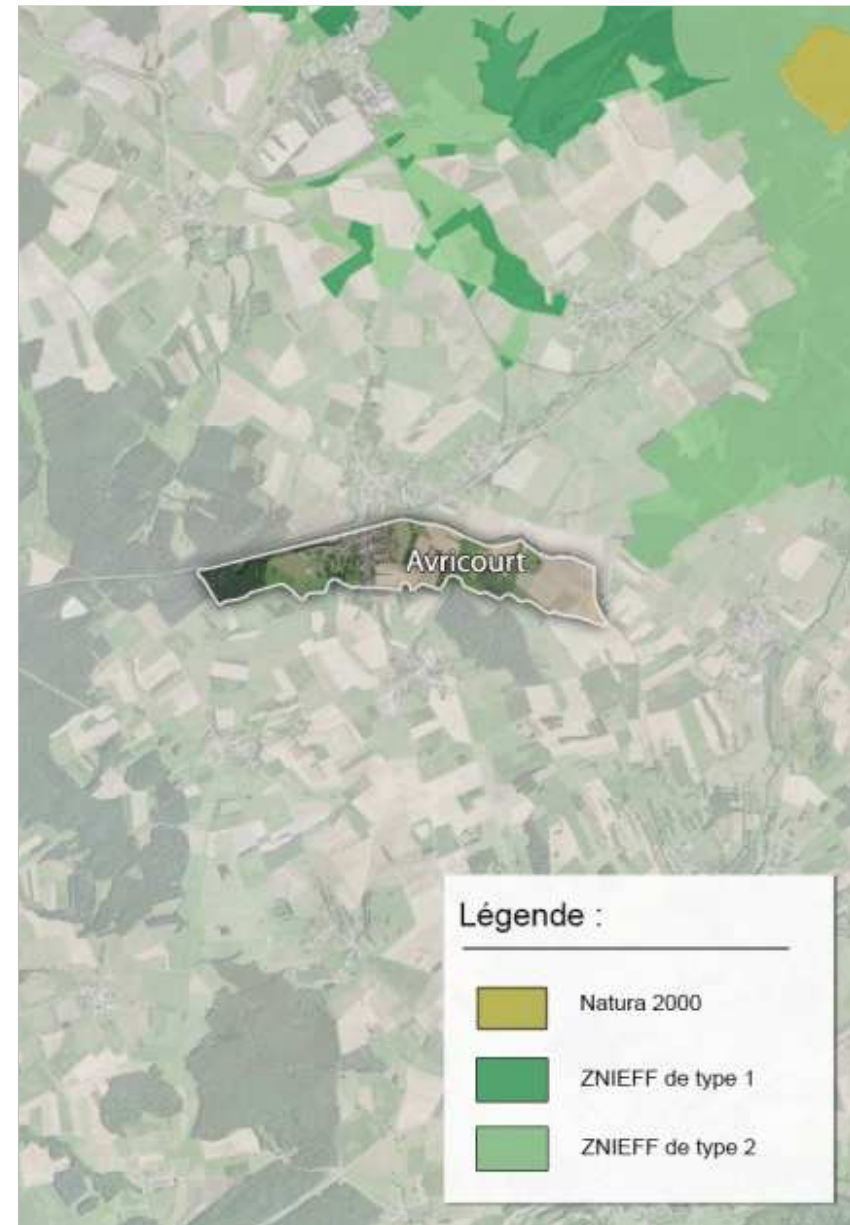 Avricourt
Légende :
Natura 2000
ZNIEFF de type 1
ZNIEFF de type 2